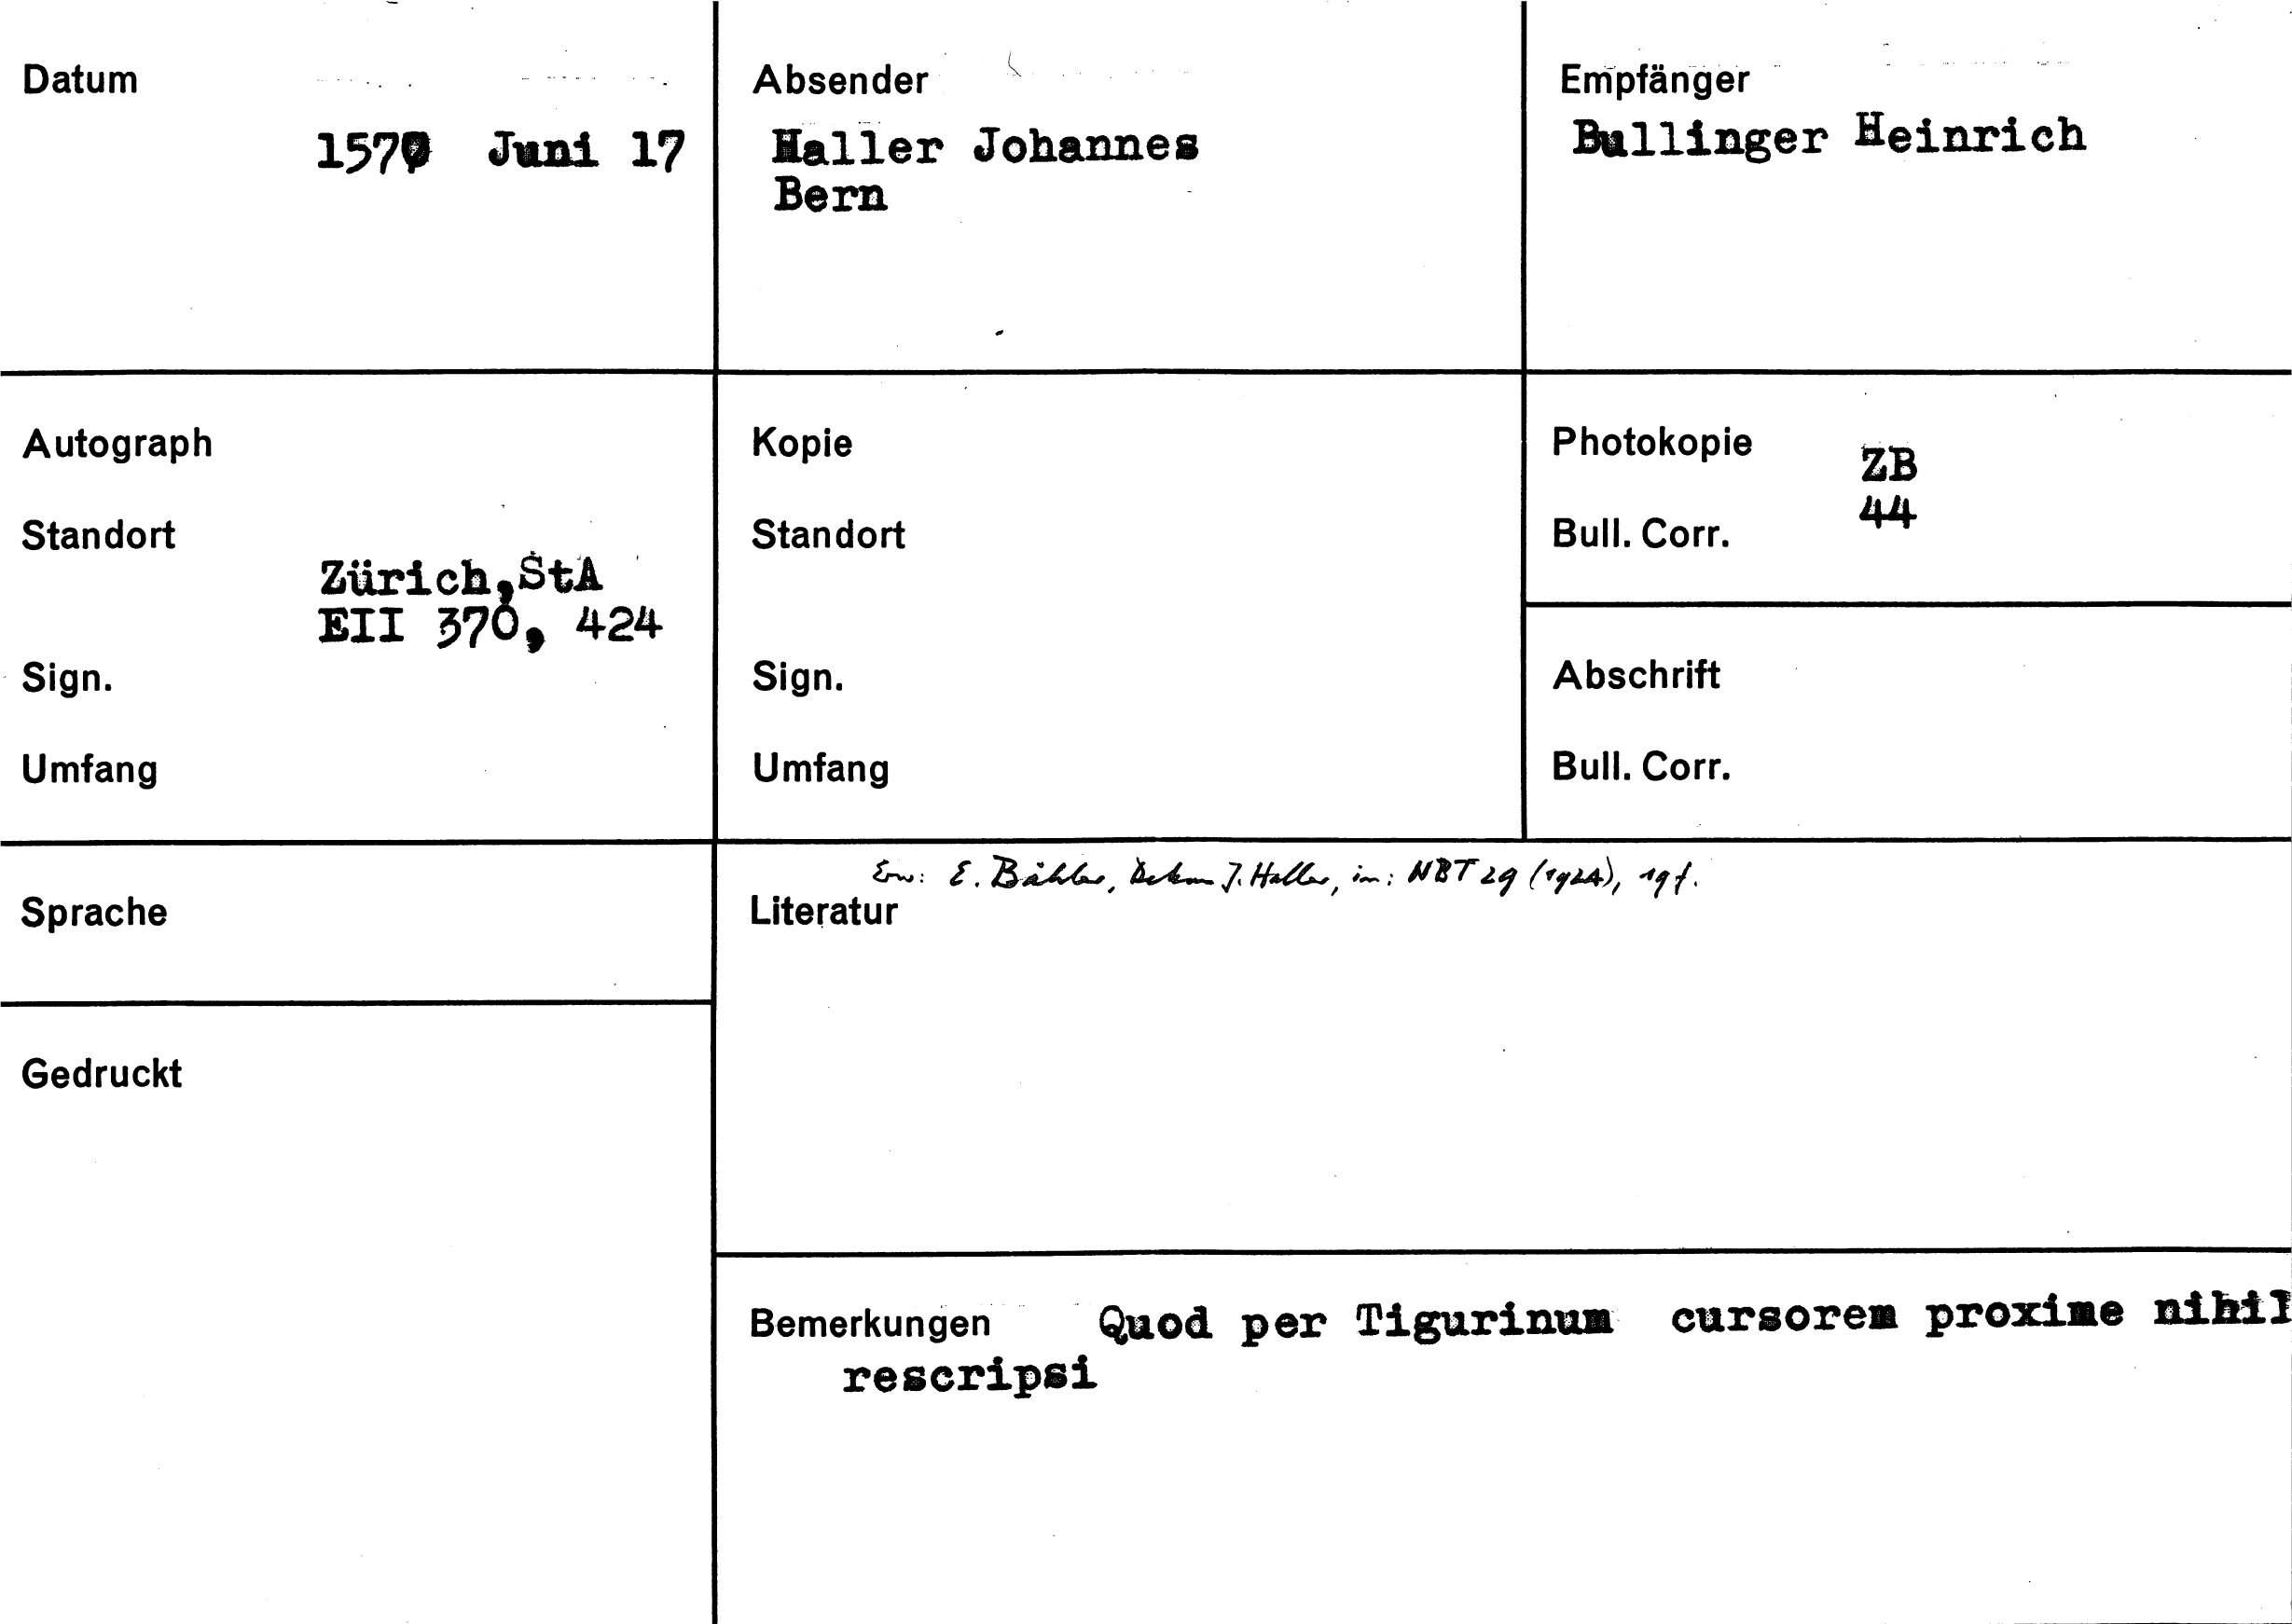 Datum
1570 Juni 17
Absender
Haller Johannes
Bern
Empfänger
Bullinger Heinrich
Autograph
Standort
Zürich,StA
EII 370, 424
Sign.
Umfang
Kopie
Standort
Sign.
Umfang
Photokopie ZB
Bull. Corr. 44
Abschrift
Bull. Corr.
Sprache
Gedruckt
Erw: E. Bähler, Dekan J. Haller, in: NBT 29 (1924), 19f.
Literatur
Bemerkungen Quod per Tigurinum cursorem proxime nihil
rescripsi